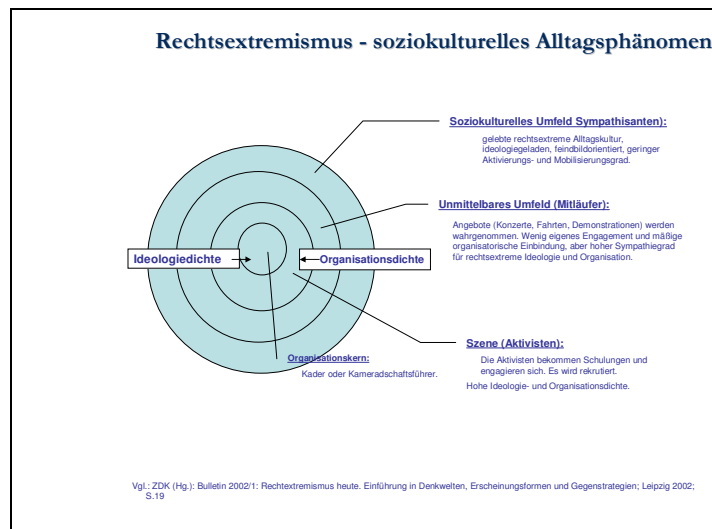 Rechtsextremismus - soziokulturelles Alltagsphänomen
Soziokulturelles Umfeld Sympathisanten):
gelebte rechtsextreme Alltagskultur,
ideologiegeladen, feindbildorientiert, geringer
Aktivierungs- und Mobilisierungsgrad.
Unmittelbares Umfeld (Mitläufer):
Angebote (Konzerte, Fahrten, Demonstrationen) werden
wahrgenommen. Wenig eigenes Engagement und mäßige
organisatorische Einbindung, aber hoher Sympathiegrad
für rechtsextreme Ideologie und Organisation.
Ideologiedichte
Organisationsdichte
Szene (Aktivisten):
Die Aktivisten bekommen Schulungen und
engagieren sich. Es wird rekrutiert.
Hohe Ideologie- und Organisationsdichte.
Organisationskern:
Kader oder Kameradschaftsführer.
Vgl.: ZDK (Hg.): Bulletin 2002/1: Rechtextremismus heute. Einführung in Denkwelten, Erscheinungsformen und Gegenstrategien; Leipzig 2002;
S.19